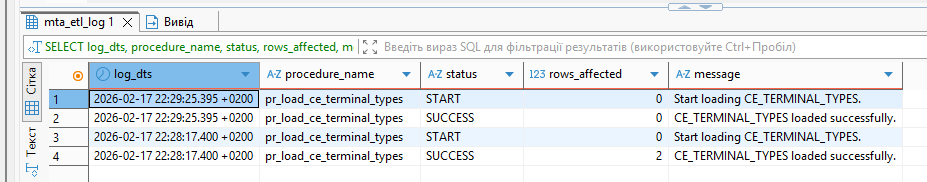 mta_etl_log 1 Вивід
SELECT log_dts, procedure_name, status, rows_affected, m Введіть вираз SQL для фільтрації результатів (використовуйте Ctrl+Пробіл)
Сітка
Текст
log_dts A-Z procedure_name A-Z status 123 rows_affected A-Z message
1 2026-02-17 22:29:25.395 +0200 pr_load_ce_terminal_types START 0 Start loading CE_TERMINAL_TYPES.
2 2026-02-17 22:29:25.395 +0200 pr_load_ce_terminal_types SUCCESS 0 CE_TERMINAL_TYPES loaded successfully.
3 2026-02-17 22:28:17.400 +0200 pr_load_ce_terminal_types START 0 Start loading CE_TERMINAL_TYPES.
4 2026-02-17 22:28:17.400 +0200 pr_load_ce_terminal_types SUCCESS 2 CE_TERMINAL_TYPES loaded successfully.